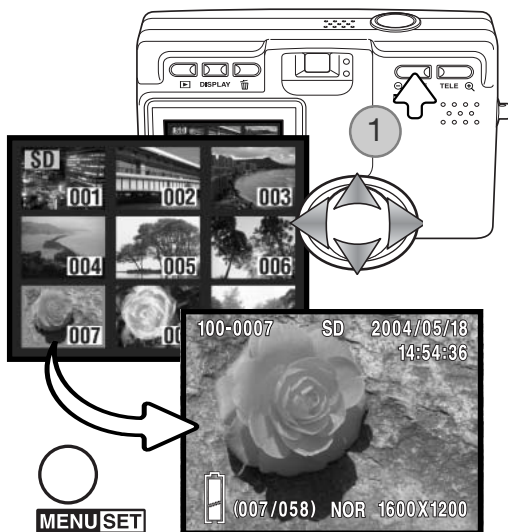 DISPLAY TELE
1
SD
001 002 003
004 005 006
007
100-0007 SD 2004/05/18
14:54:36
(007/058) NOR 1600X1200
MENU SET